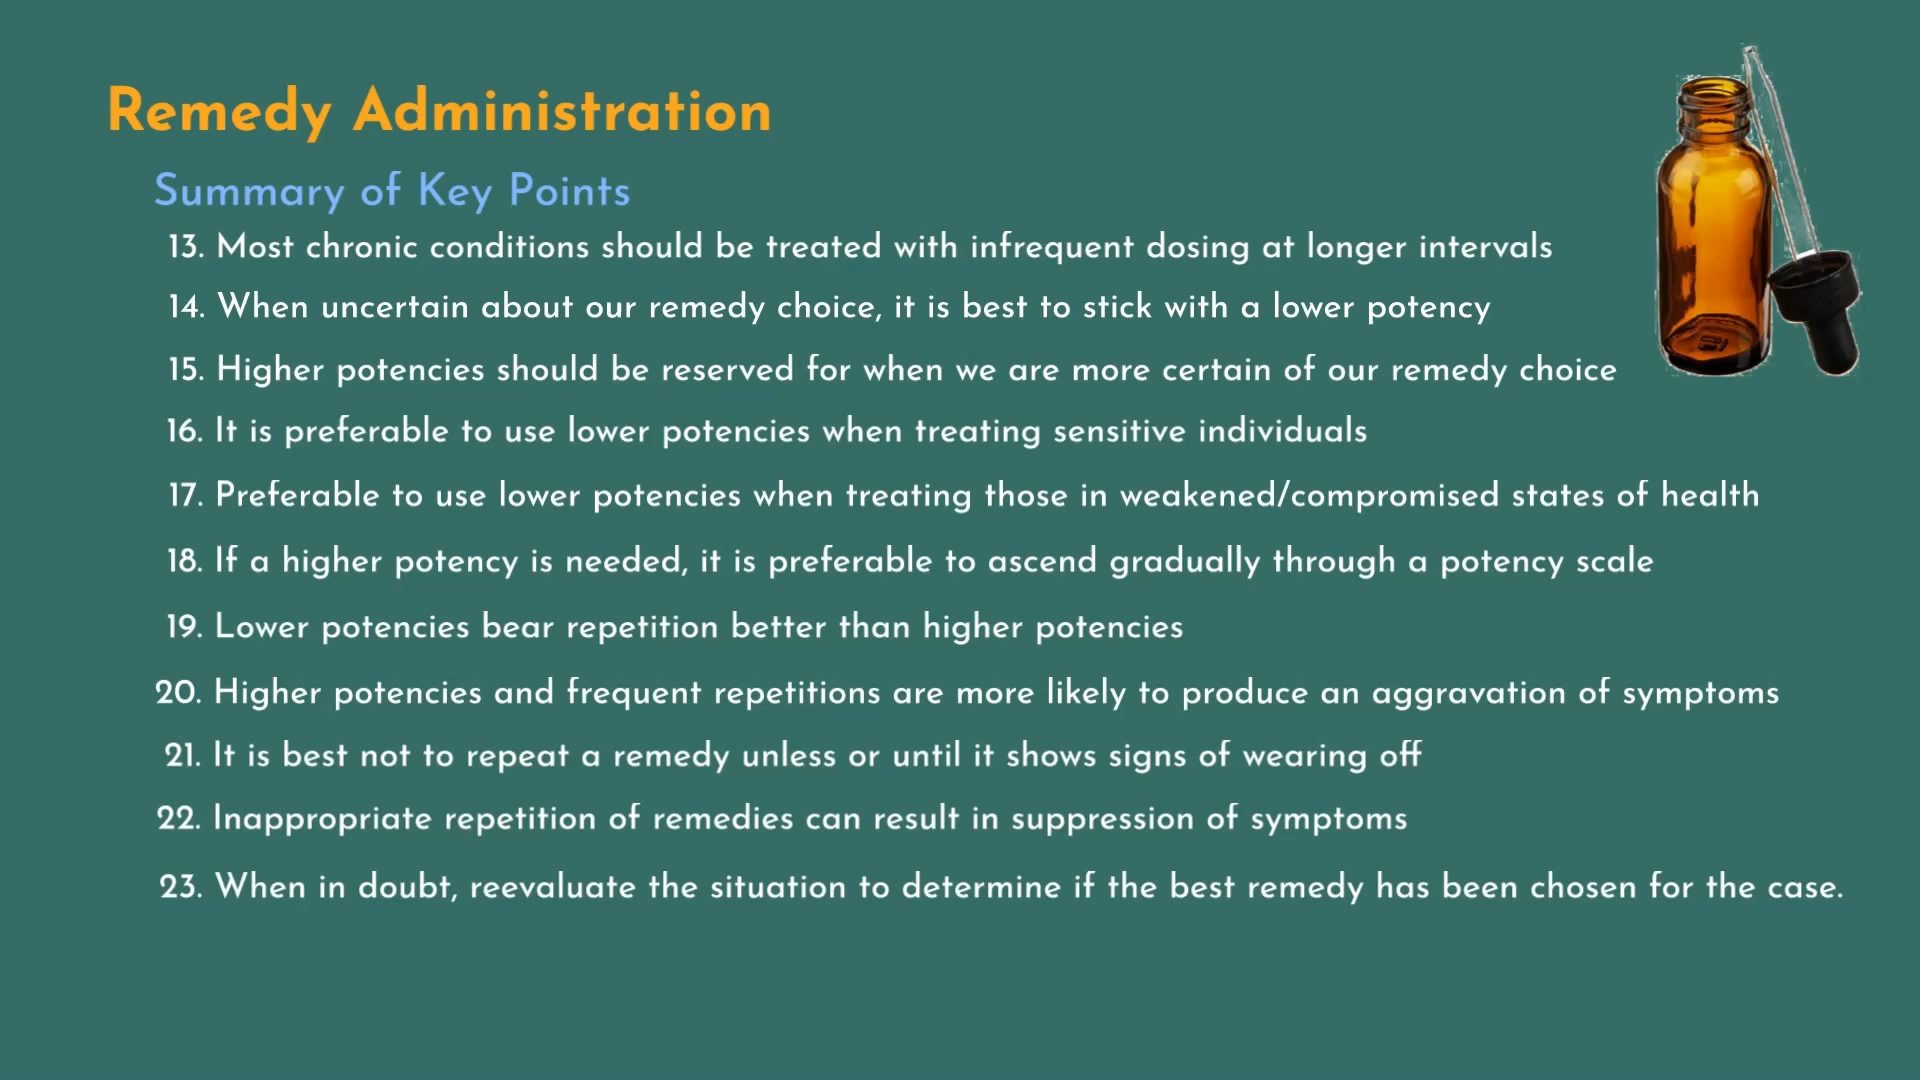 Remedy Administration
Summary of Key Points
13. Most chronic conditions should be treated with infrequent dosing at longer intervals
14. When uncertain about our remedy choice, it is best to stick with a lower potency
15. Higher potencies should be reserved for when we are more certain of our remedy choice
16. It is preferable to use lower potencies when treating sensitive individuals
17. Preferable to use lower potencies when treating those in weakened/compromised states of health
18. If a higher potency is needed, it is preferable to ascend gradually through a potency scale
19. Lower potencies bear repetition better than higher potencies
20. Higher potencies and frequent repetitions are more likely to produce an aggravation of symptoms
21. It is best not to repeat a remedy unless or until it shows signs of wearing off
22. Inappropriate repetition of remedies can result in suppression of symptoms
23. When in doubt, reevaluate the situation to determine if the best remedy has been chosen for the case.